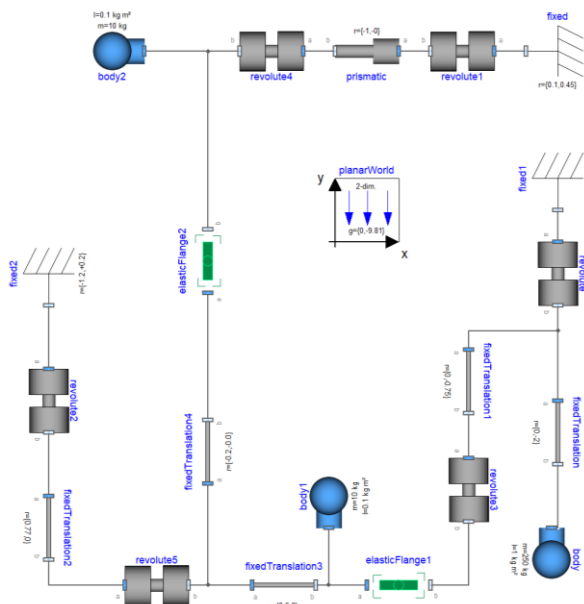 I=0.1 kg m²
m=10 kg
body2
b
a
revolute4
r={-1,-0}
b
a
prismatic
b
a
revolute1
fixed
r={0.1,0.45}
planarWorld
2-dim.
g={0,-9.81}
y
x
fixed1
a
revolute
b
b
elasticFlange2
a
fixed2
r={-1.2,+0.2}
a
revolute2
b
a
fixedTranslation1
r={0,-0.75}
b
a
fixedTranslation
r={0,-2}
b
b
fixedTranslation4
r={-0.2,-0.0}
a
a
revolute3
b
a
fixedTranslation2
r={0.77,0}
b
body1
m=10 kg
I=0.1 kg m²
a
body
m=250 kg
I=1 kg m²
revolute5
a
b
fixedTranslation3
a
b
elasticFlange1
a
b